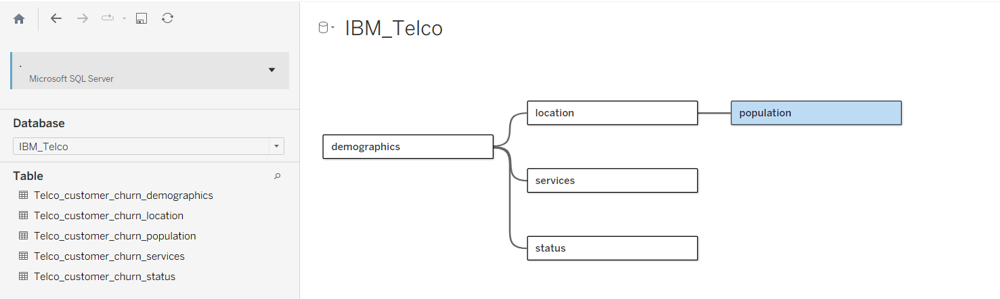 .
Microsoft SQL Server
Database
IBM_Telco
Table
Telco_customer_churn_demographics
Telco_customer_churn_location
Telco_customer_churn_population
Telco_customer_churn_services
Telco_customer_churn_status
IBM_Telco
demographics
location
population
services
status